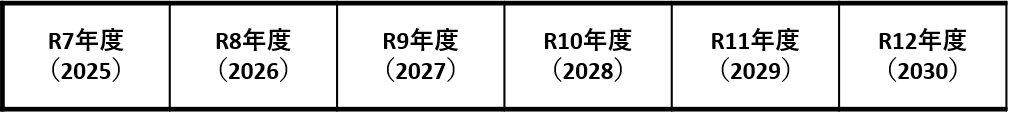 R7年度
（2025）
R8年度
（2026）
R9年度
（2027）
R10年度
（2028）
R11年度
（2029）
R12年度
（2030）